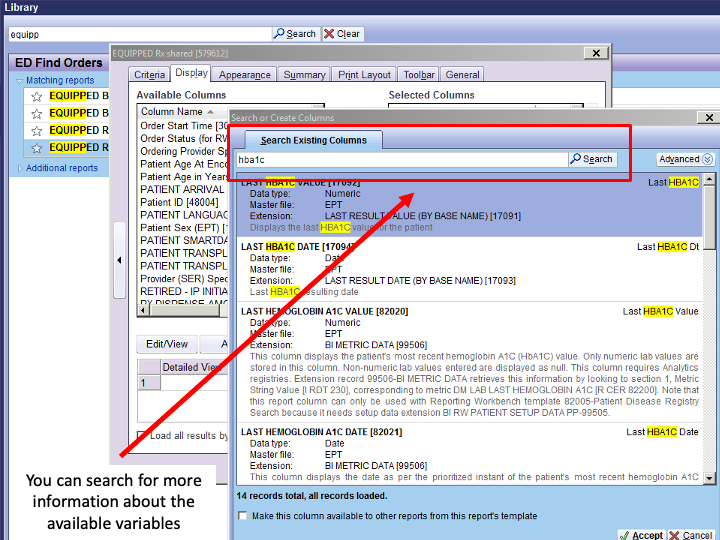 Library
equipp
Search
Clear
ED Find Orders
Matching reports
EQUIPPED B
EQUIPPED B
EQUIPPED R
EQUIPPED R
Additional reports
EQUIPPED Rx shared [579612]
Criteria
Display
Appearance
Summary
Print Layout
Toolbar
General
Available Columns
Selected Columns
Column Name
Order Start Time [30
Order Status (for RW
Ordering Provider Sp
Patient Age At Enco
Patient Age in Years
PATIENT ARRIVAL
Patient ID [48004]
PATIENT LANGUAG
Patient Sex (EPT) [1
PATIENT SMARTDA
PATIENT TRANSPL
PATIENT TRANSPL
Provider (SER) Spec
RETIRED - IP INITIA
Edit/View
A
Detailed View
1
Load all results by
Search or Create Columns
Search Existing Columns
hba1c
Search
Advanced
LAST HBA1C VALUE [17092]
Last HBA1C
Data type: Numeric
Master file: EPT
Extension: LAST RESULT VALUE (BY BASE NAME) [17091]
Displays the last HBA1C value for the patient
LAST HBA1C DATE [17094]
Last HBA1C Dt
Data type: Date
Master file: EPT
Extension: LAST RESULT DATE (BY BASE NAME) [17093]
Last HBA1C resulting date
LAST HEMOGLOBIN A1C VALUE [82020]
Last HBA1C Value
Data type: Numeric
Master file: EPT
Extension: BI METRIC DATA [99506]
This column displays the patient's most recent hemoglobin A1C (HbA1C) value. Only numeric lab values are
stored in this column. Non-numeric lab values entered are displayed as null. This column requires Analytics
registries. Extension record 99506-BI METRIC DATA retrieves this information by looking to section 1, Metric
String Value [I RDT 230], corresponding to metric DM LAB LAST HEMOGLOBIN A1C [R CER 82200]. Note that
this report column can only be used with Reporting Workbench template 82005-Patient Disease Registry
Search because it needs setup data extension BI RW PATIENT SETUP DATA PP-99505.
LAST HEMOGLOBIN A1C DATE [82021]
Last HBA1C Date
Data type: Date
Master file: EPT
Extension: BI METRIC DATA [99506]
This column displays the date as per the prioritized instant of the patient's most recent hemoglobin A1C
14 records total, all records loaded.
Make this column available to other reports from this report's template
Accept
Cancel
You can search for more
information about the
available variables